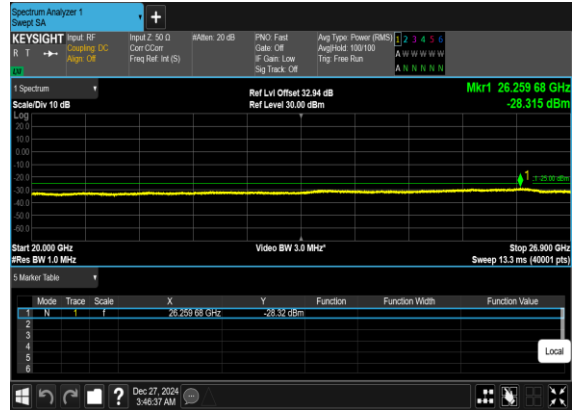 Spectrum Analyzer 1
Swept SA
+
KEYSIGHT Input: RF Input Z: 50 Ω #Atten: 20 dB PNO: Fast Avg Type: Power (RMS) 1 2 3 4 5 6
R T Coupling: DC Corr CCorr Gate: Off Avg|Hold: 100/100 A W W W W W
Align: Off Freq Ref: Int (S) IF Gain: Low Trig: Free Run
Sig Track: Off A N N N N N
1 Spectrum Ref Lvl Offset 32.94 dB Mkr1 26.259 68 GHz
Scale/Div 10 dB Ref Level 30.00 dBm -28.315 dBm
Log
20.0
10.0
0.00
-10.0
-20.0 1
-30.0
-40.0
-50.0
-60.0
Start 20.000 GHz Video BW 3.0 MHz* Stop 26.900 GHz
#Res BW 1.0 MHz Sweep 13.3 ms (40001 pts)
5 Marker Table
Mode Trace Scale X Y Function Function Width Function Value
1 N 1 f 26.259 68 GHz -28.32 dBm
2
3
4
5
6
Local
? Dec 27, 2024
3:46:37 AM